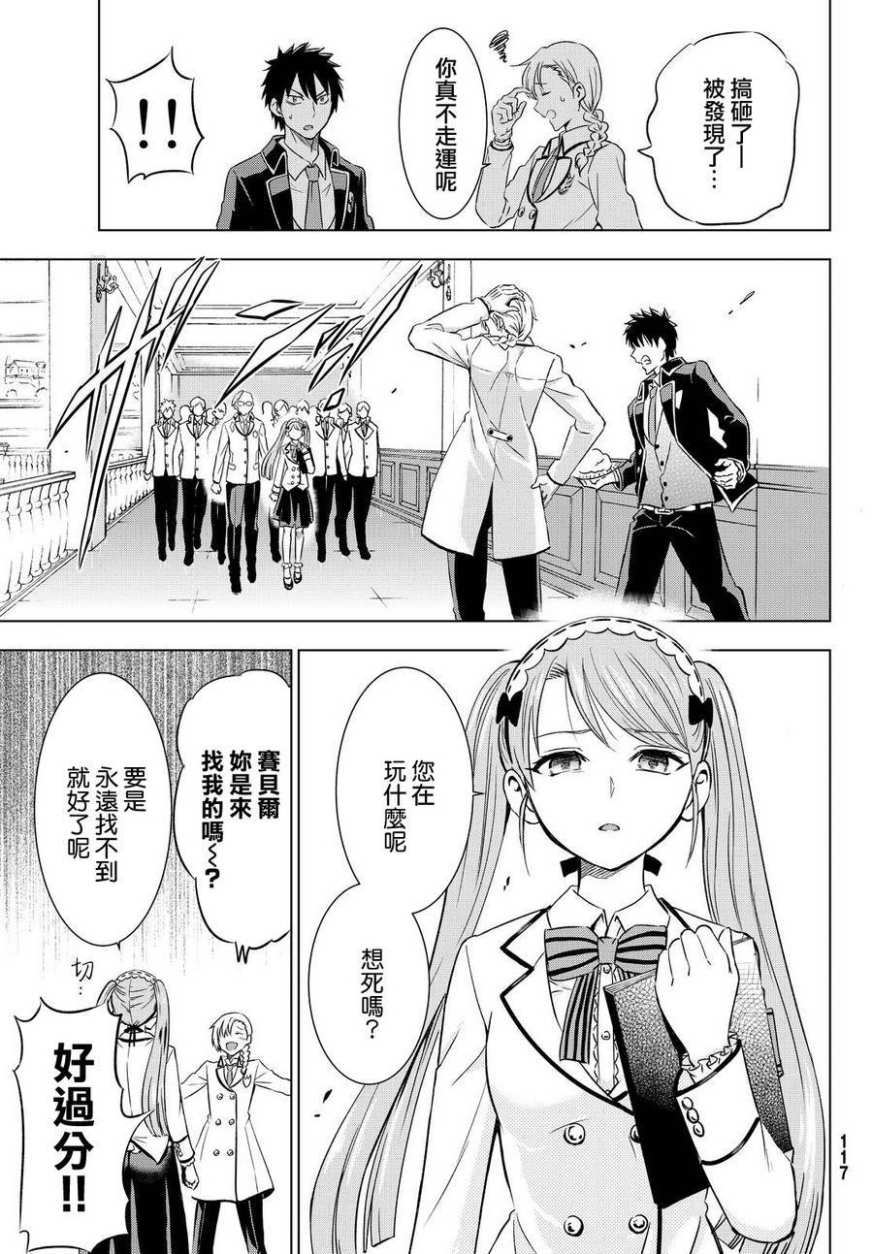 搞砸了—
被發現了…
你真不走運呢
!!
您在
玩什麼呢
想死嗎？
賽貝爾
妳是來
找我的嗎～？
要是
永遠找不到
就好了呢
切…
好過分!!
117